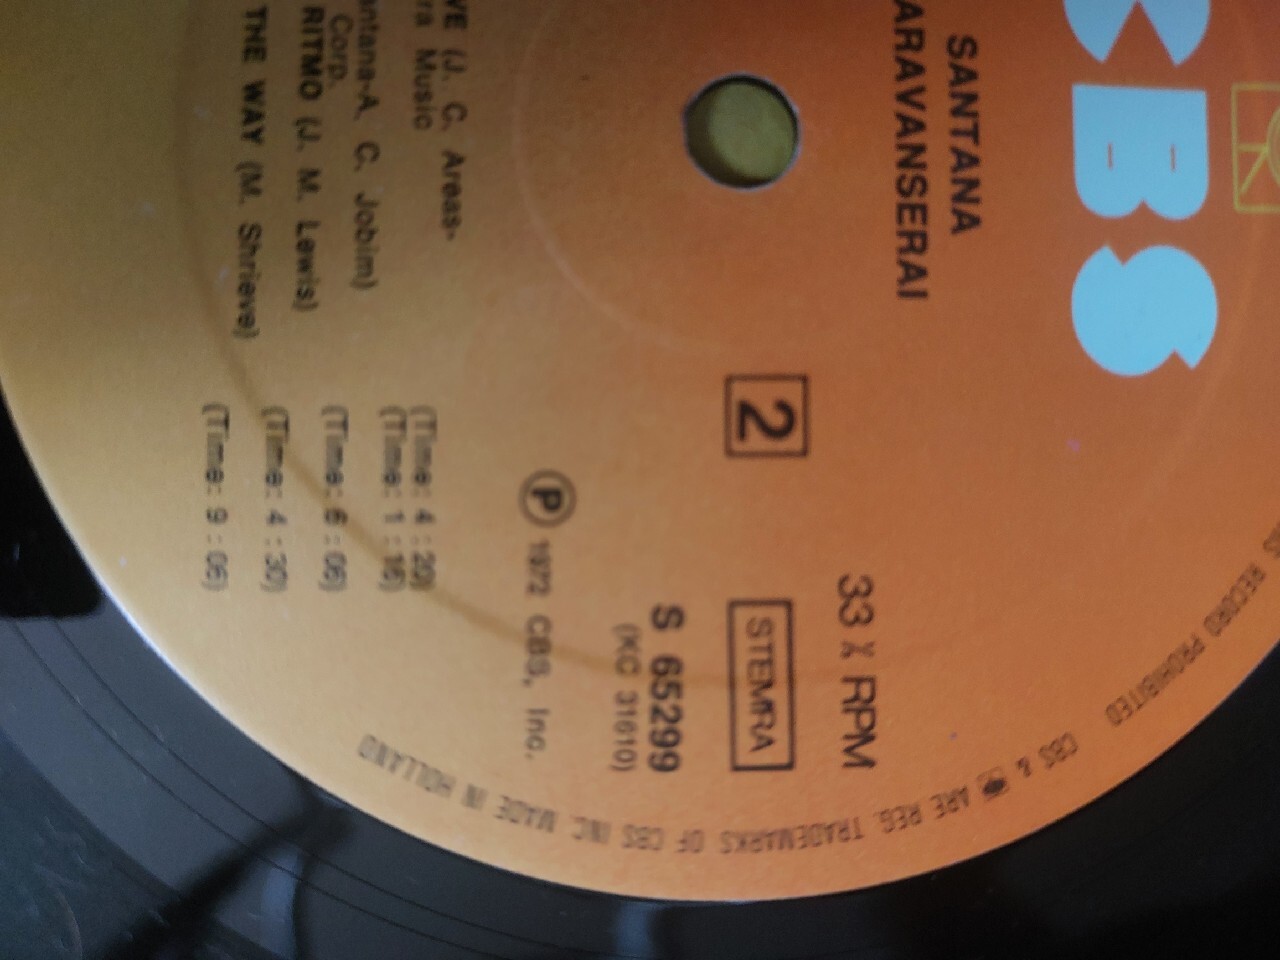 CBS
R
SANTANA
ARAVANSERAI
33 ⅓ RPM
2
STEMRA
S 65299
(KC 31610)
P 1972 CBS, Inc.
VE (J. C. Areas-
ra Music (Time: 4:20)
antana-A. C. Jobim) (Time: 1:16)
Corp.
RITMO (J. M. Lewis) (Time: 6:06)
THE WAY (M. Shrieve) (Time: 4:30)
(Time: 9:06)
RECORD PROHIBITED CBS & ARE REG. TRADEMARKS OF CBS INC. MADE IN HOLLAND